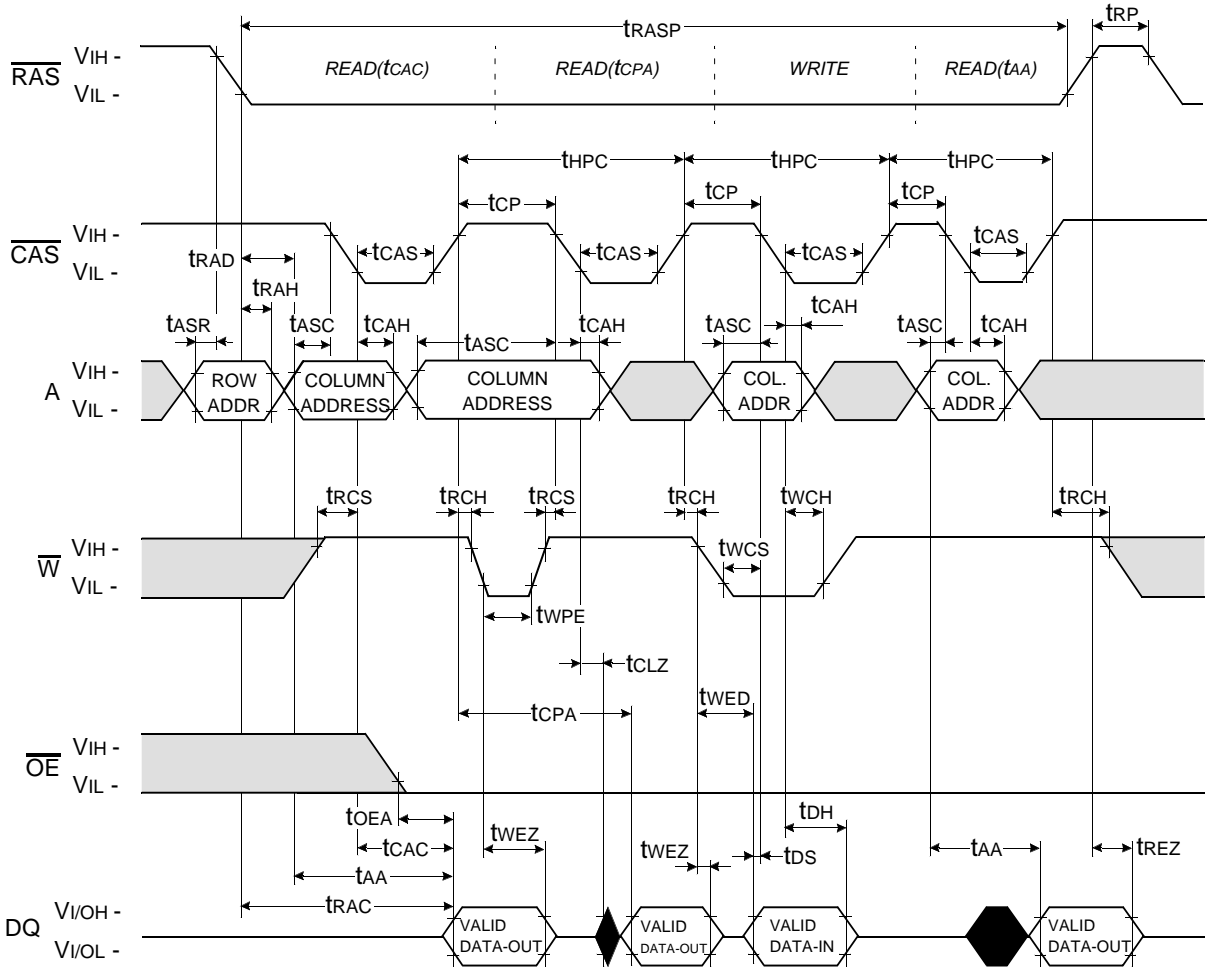 tRASP
tRP
RAS
VIH -
VIL -
READ(tCAC)
READ(tCPA)
WRITE
READ(tAA)
tHPC
tHPC
tHPC
tCP
tCP
tCP
CAS
VIH -
VIL -
tCAS
tCAS
tCAS
tCAS
tRAD
tRAH
tASR
tASC
tCAH
tASC
tCAH
tASC
tCAH
tASC
tCAH
A
VIH -
VIL -
ROW
ADDR
COLUMN
ADDRESS
COLUMN
ADDRESS
COL.
ADDR
COL.
ADDR
tRCS
tRCH
tRCS
tRCH
tWCH
tRCH
W
VIH -
VIL -
tWCS
tWPE
tCLZ
tCPA
tWED
OE
VIH -
VIL -
tOEA
tCAC
tAA
tRAC
tWEZ
tWEZ
tDH
tDS
tAA
tREZ
DQ
VI/OH -
VI/OL -
VALID
DATA-OUT
VALID
DATA-OUT
VALID
DATA-IN
VALID
DATA-OUT